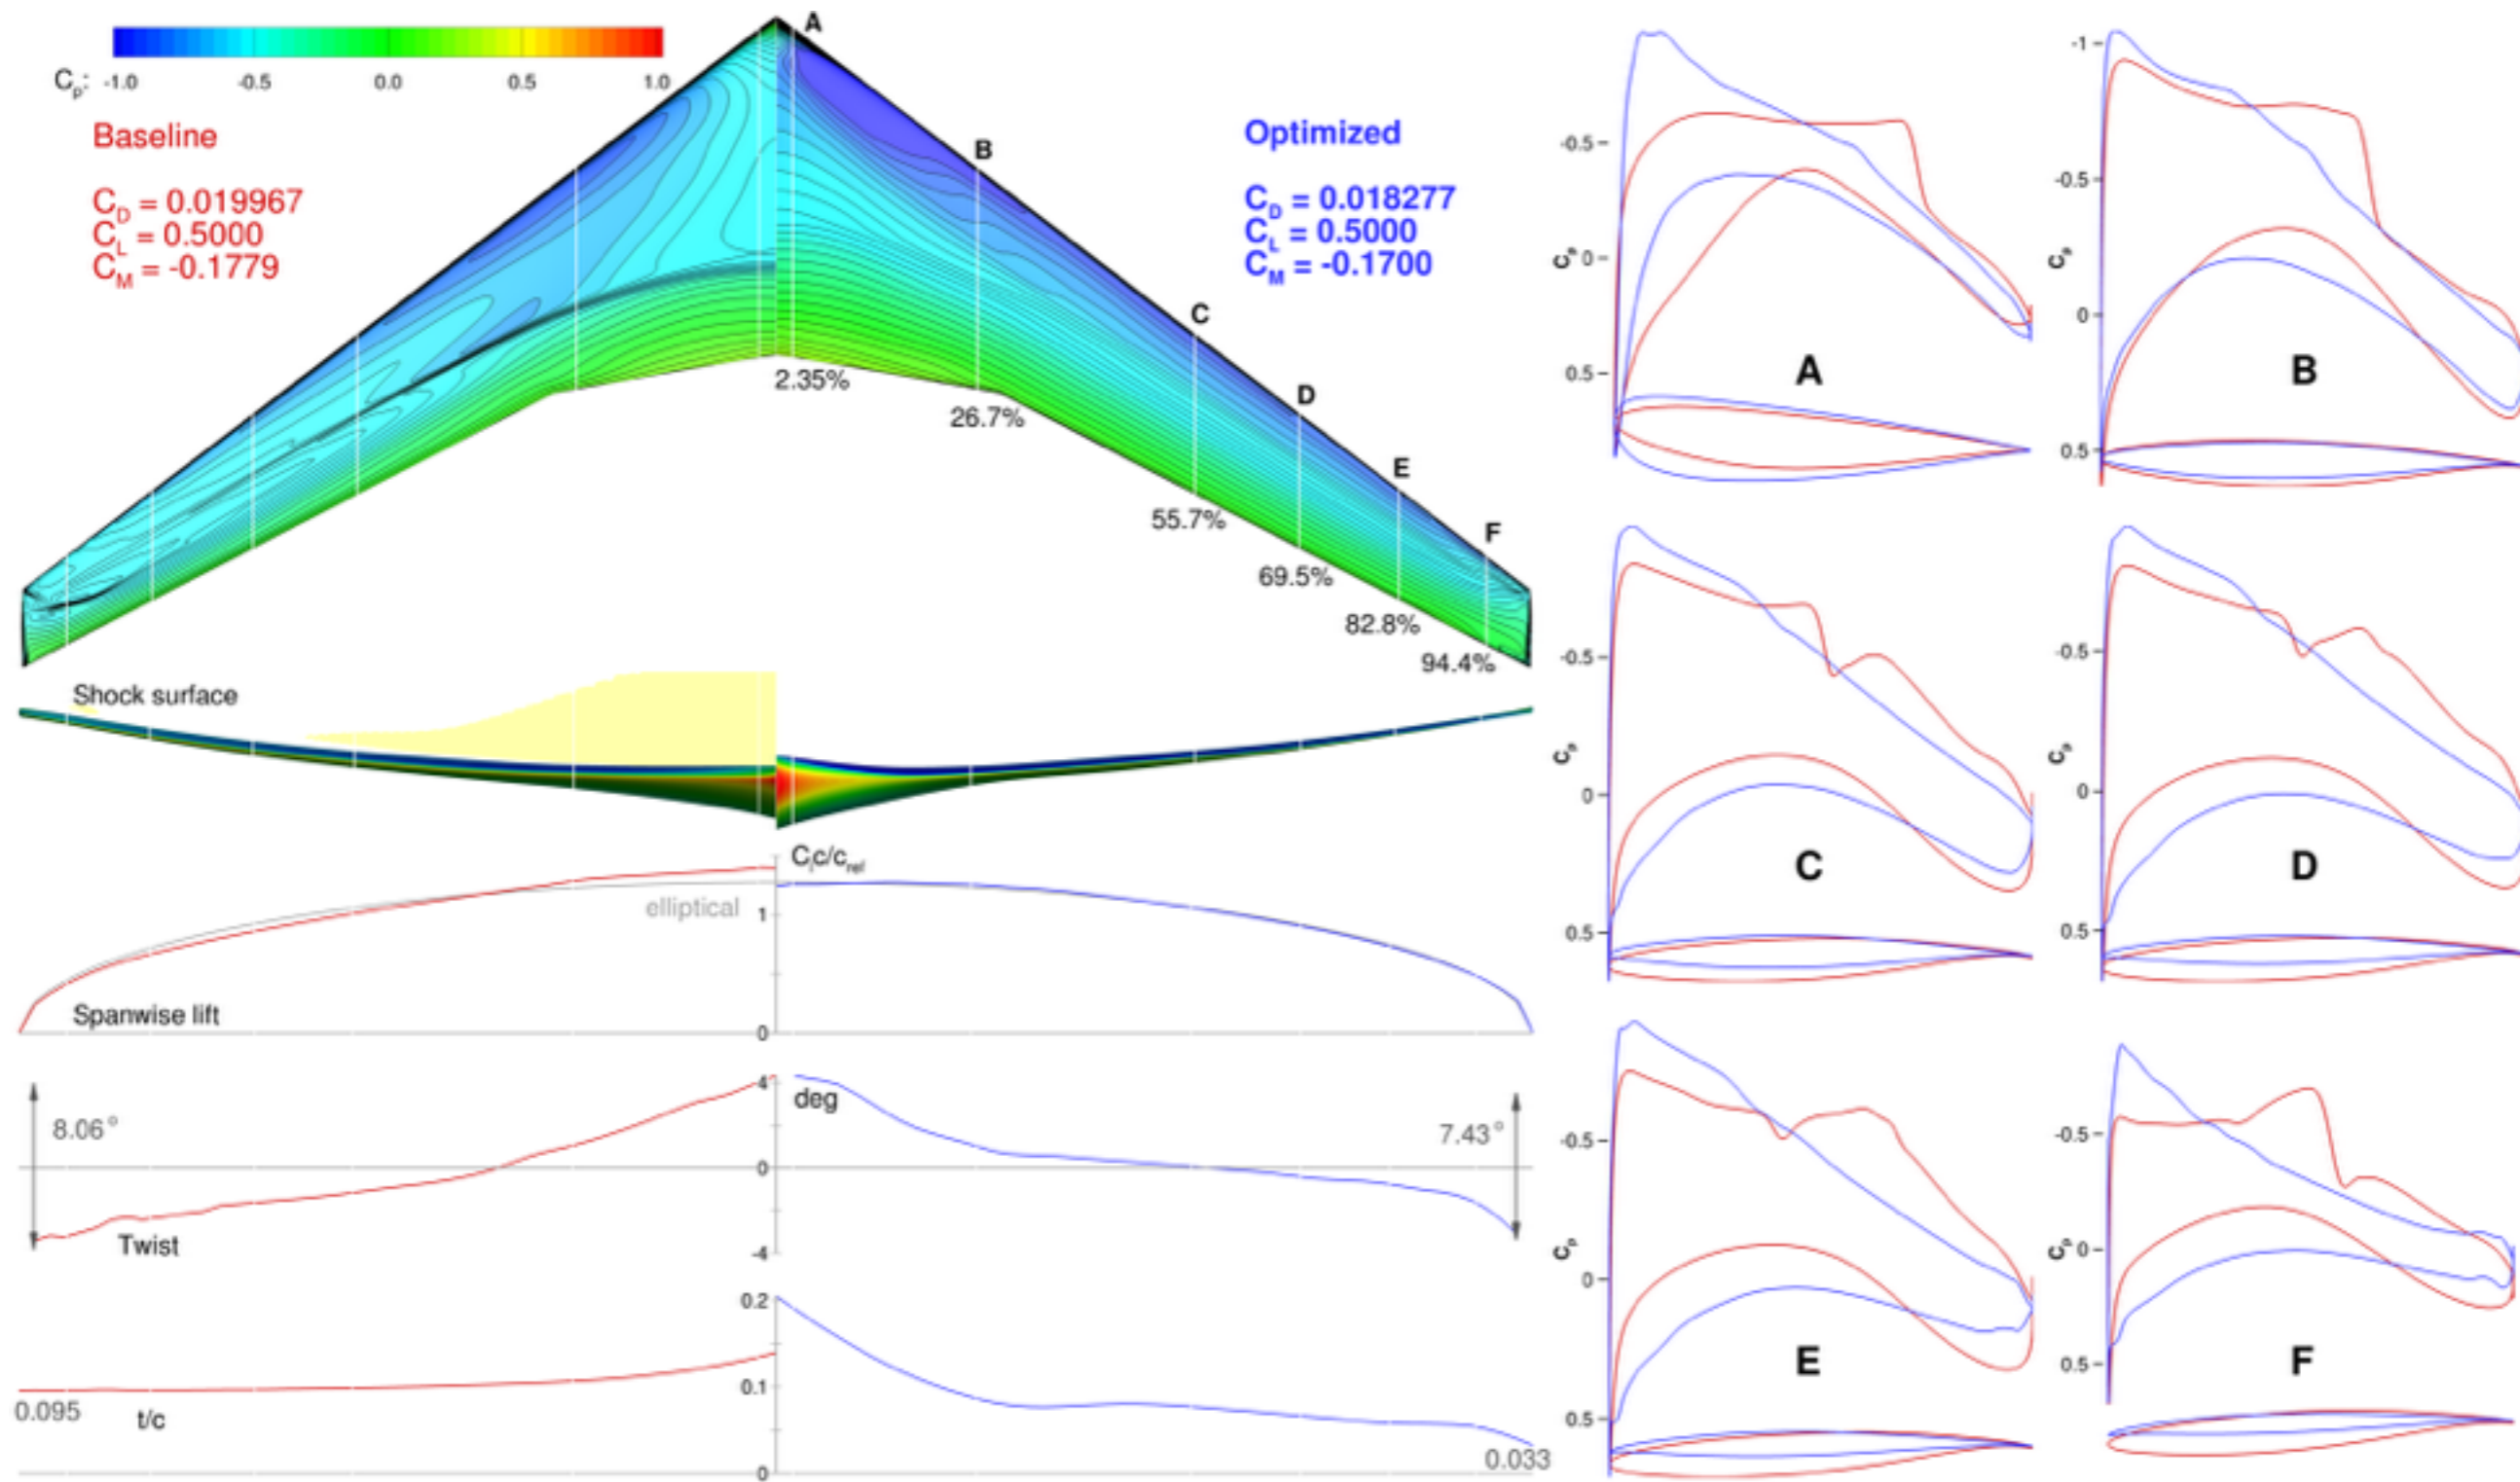 A
Cp: -1.0 -0.5 0.0 0.5 1.0
Baseline
CD = 0.019967
CL = 0.5000
CM = -0.1779
B
Optimized
CD = 0.018277
CL = 0.5000
CM = -0.1700
C
D
E
F
2.35%
26.7%
55.7%
69.5%
82.8%
94.4%
Shock surface
elliptical
1
0
Spanwise lift
8.06°
4
deg
0
-4
7.43°
Twist
0.2
0.1
0
0.095
t/c
0.033
-0.5
Cp
0
0.5
A
-1
-0.5
Cp
0
0.5
B
-0.5
Cp
0
0.5
C
-0.5
Cp
0
0.5
D
-0.5
Cp
0
0.5
E
-0.5
Cp
0
0.5
F